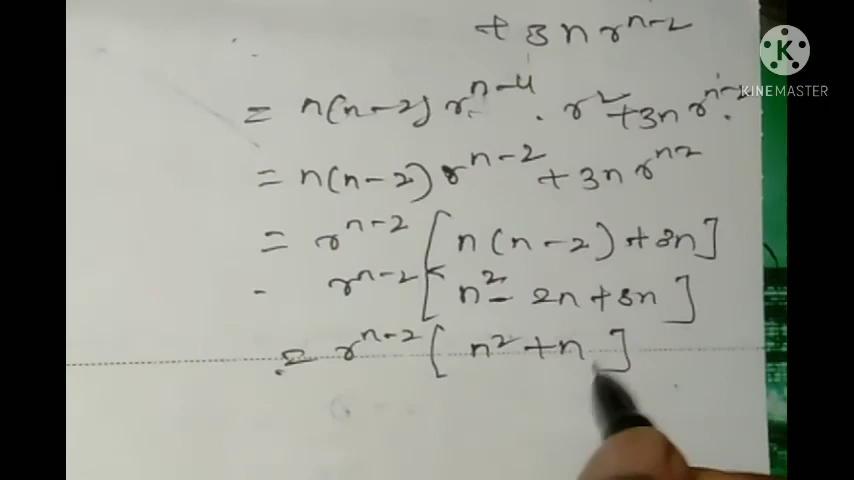 + 3 n r^{n-2}
K
KINEMASTER
= n(n-2) r^{n-4} . r^2 + 3n r^{n-2}.
= n(n-2) r^{n-2} + 3n r^{n2}
= r^{n-2} [ n(n-2) + 3n ]
r^{n-2} [ n^2 - 2n + 3n ]
= r^{n-2} [ n^2 + n ]